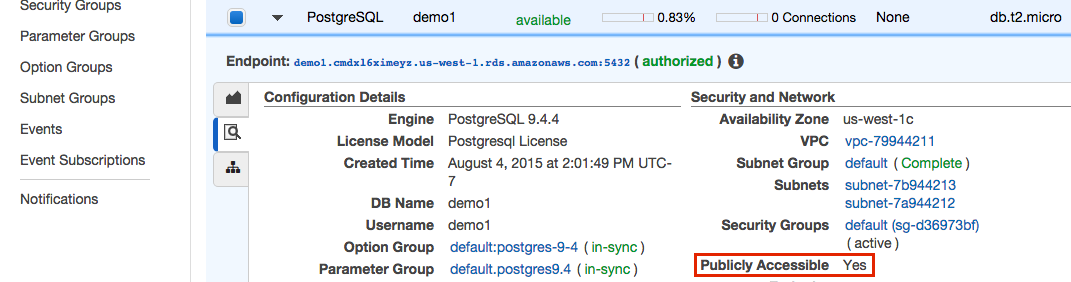 Security Groups
Parameter Groups
Option Groups
Subnet Groups
Events
Event Subscriptions
Notifications
PostgreSQL demo1 available 0.83% 0 Connections None db.t2.micro
Endpoint: demo1.cmdxl6ximeyz.us-west-1.rds.amazonaws.com:5432 ( authorized )
Configuration Details
Engine PostgreSQL 9.4.4
License Model Postgresql License
Created Time August 4, 2015 at 2:01:49 PM UTC-
7
DB Name demo1
Username demo1
Option Group default:postgres-9-4 ( in-sync )
Parameter Group default.postgres9.4 ( in-sync )
Security and Network
Availability Zone us-west-1c
VPC vpc-79944211
Subnet Group default ( Complete )
Subnets subnet-7b944213
subnet-7a944212
Security Groups default (sg-d36973bf)
( active )
Publicly Accessible Yes